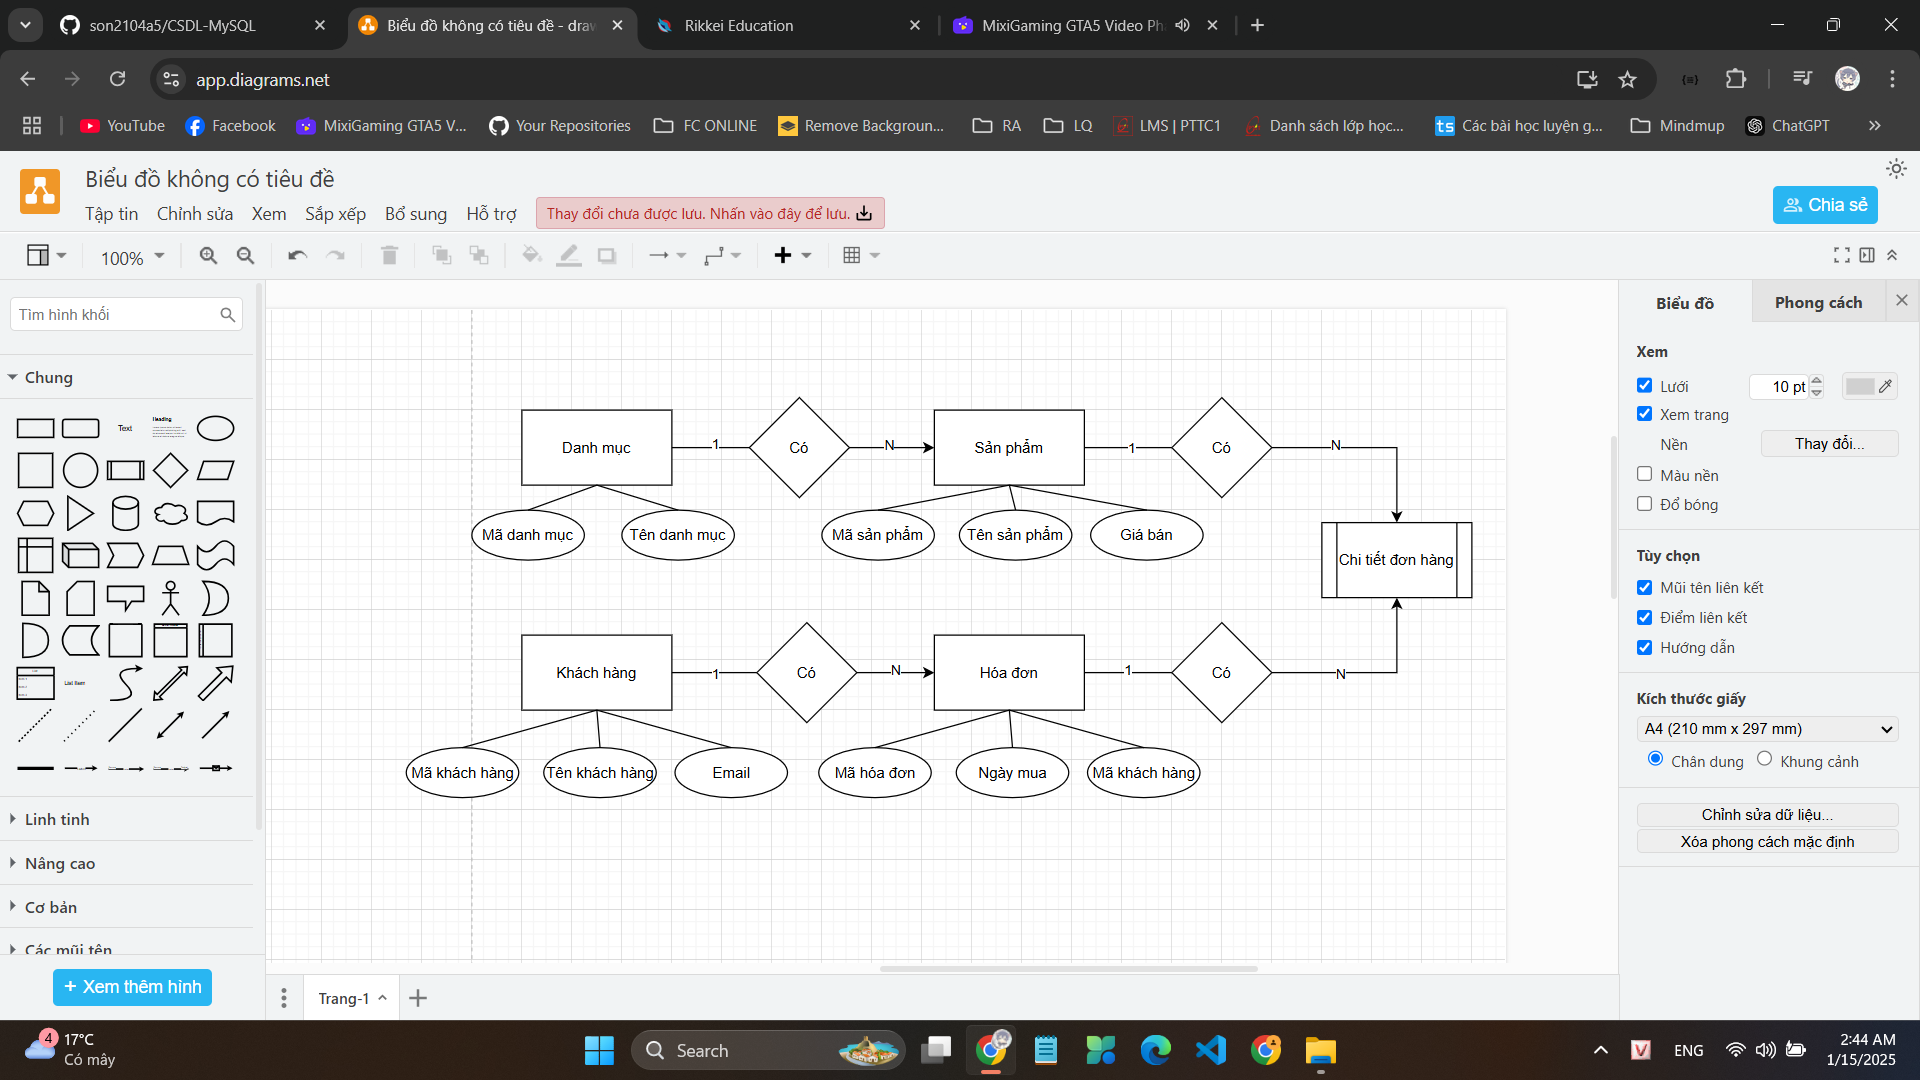 son2104a5/CSDL-MySQL
Biểu đồ không có tiêu đề - draw
Rikkei Education
MixiGaming GTA5 Video Ph
app.diagrams.net
YouTube
Facebook
MixiGaming GTA5 V...
Your Repositories
FC ONLINE
Remove Backgroun...
RA
LQ
LMS | PTTC1
Danh sách lớp học...
ts
Các bài học luyện g...
Mindmup
ChatGPT
Biểu đồ không có tiêu đề
Tập tin
Chỉnh sửa
Xem
Sắp xếp
Bổ sung
Hỗ trợ
Thay đổi chưa được lưu. Nhấn vào đây để lưu.
Chia sẻ
100%
Tìm hình khối
Chung
Text
Heading
List Item
Linh tinh
Nâng cao
Cơ bản
Các mũi tên
+ Xem thêm hình
Danh mục
1
Có
N
Sản phẩm
1
Có
N
Mã danh mục
Tên danh mục
Mã sản phẩm
Tên sản phẩm
Giá bán
Chi tiết đơn hàng
Khách hàng
1
Có
N
Hóa đơn
1
Có
N
Mã khách hàng
Tên khách hàng
Email
Mã hóa đơn
Ngày mua
Mã khách hàng
Trang-1
Biểu đồ
Phong cách
Xem
Lưới
10 pt
Xem trang
Nền
Thay đổi...
Màu nền
Đổ bóng
Tùy chọn
Mũi tên liên kết
Điểm liên kết
Hướng dẫn
Kích thước giấy
A4 (210 mm x 297 mm)
Chân dung
Khung cảnh
Chỉnh sửa dữ liệu...
Xóa phong cách mặc định
4
17°C
Có mây
Search
V
ENG
2:44 AM
1/15/2025